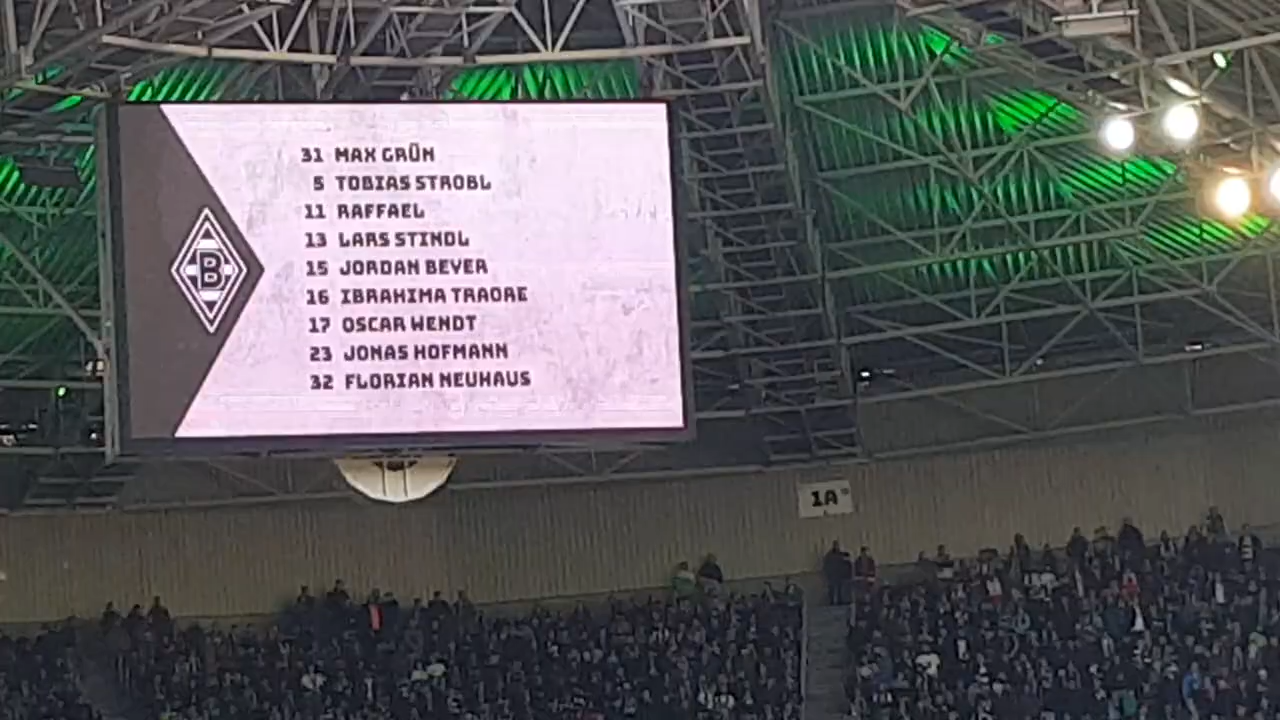 31 MAX GRÜN
5 TOBIAS STROBL
11 RAFFAEL
13 LARS STINDL
15 JORDAN BEYER
16 IBRAHIMA TRAORE
17 OSCAR WENDT
23 JONAS HOFMANN
32 FLORIAN NEUHAUS
B
1A